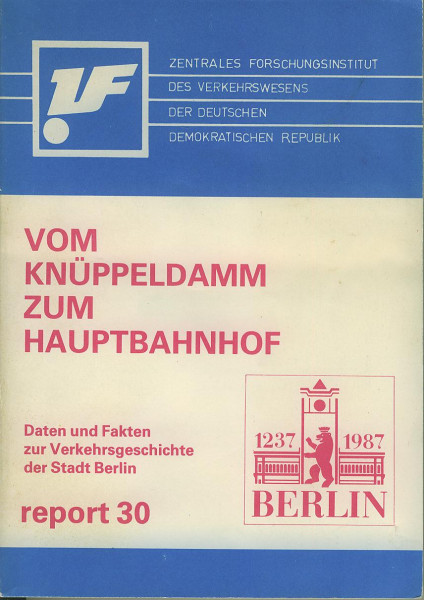 ZENTRALES FORSCHUNGSINSTITUT
DES VERKEHRSWESENS
DER DEUTSCHEN
DEMOKRATISCHEN REPUBLIK
VOM
KNÜPPELDAMM
ZUM
HAUPTBAHNHOF
Daten und Fakten
zur Verkehrsgeschichte
der Stadt Berlin
report 30
1237 1987
BERLIN